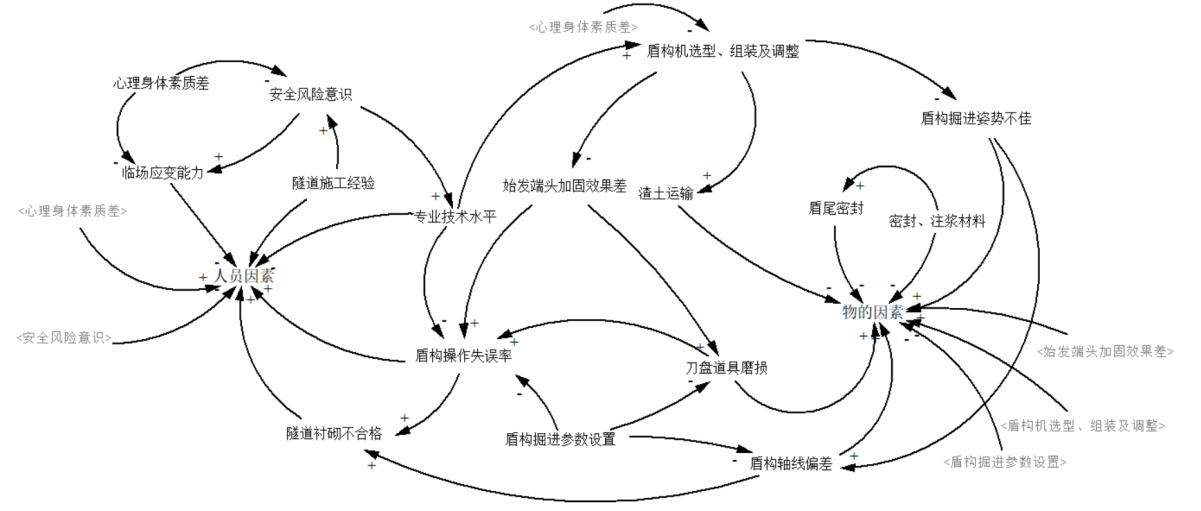 <心理身体素质差>
盾构机选型、组装及调整
心理身体素质差
安全风险意识
盾构掘进姿势不佳
临场应变能力
隧道施工经验
始发端头加固效果差
渣土运输
<心理身体素质差>
专业技术水平
盾尾密封
密封、注浆材料
人员因素
物的因素
<安全风险意识>
盾构操作失误率
刀盘道具磨损
<始发端头加固效果差>
隧道衬砌不合格
盾构掘进参数设置
<盾构机选型、组装及调整>
盾构轴线偏差
<盾构掘进参数设置>